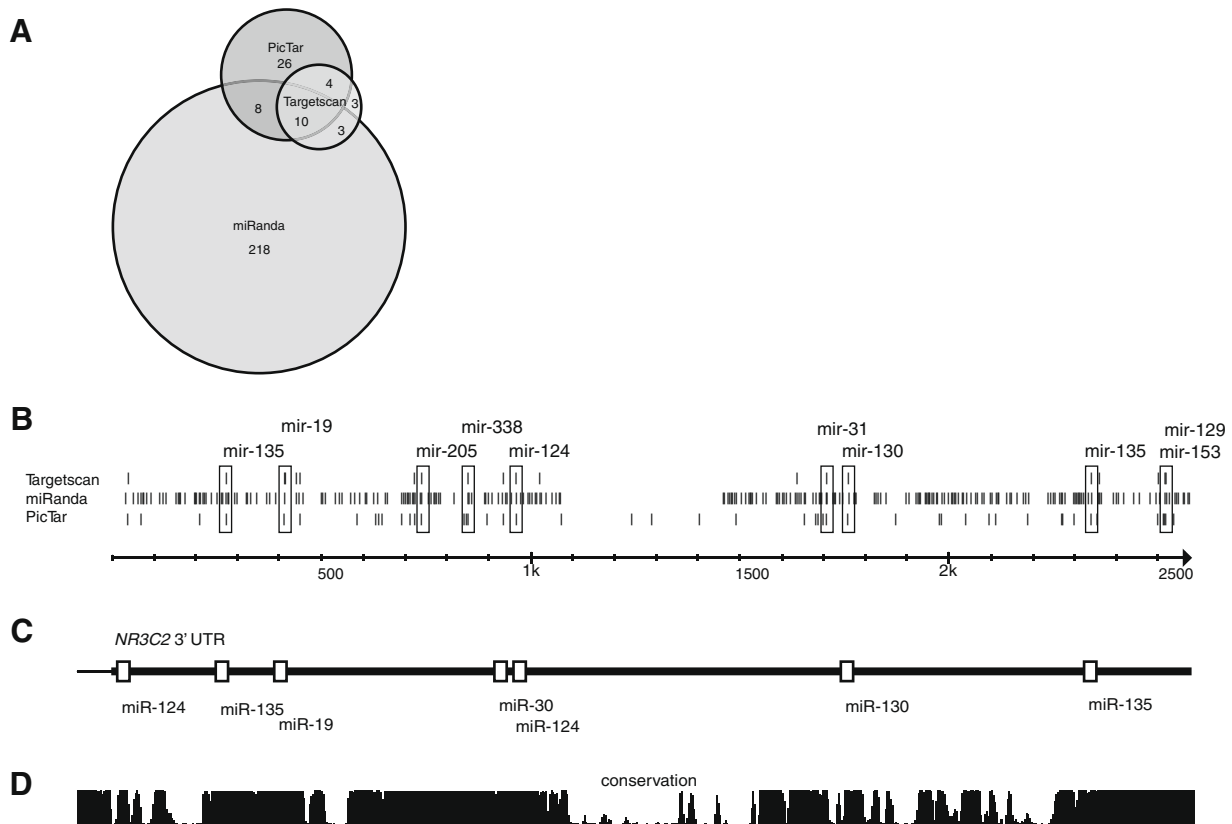 A
PicTar
26
4
Targetscan
3
8
10
3
miRanda
218
B
mir-19
mir-338
mir-31
mir-129
mir-135
mir-205
mir-124
mir-130
mir-135
mir-153
Targetscan
miRanda
PicTar
500
1k
1500
2k
2500
C
NR3C2 3' UTR
miR-124
miR-135
miR-19
miR-30
miR-124
miR-130
miR-135
D
conservation